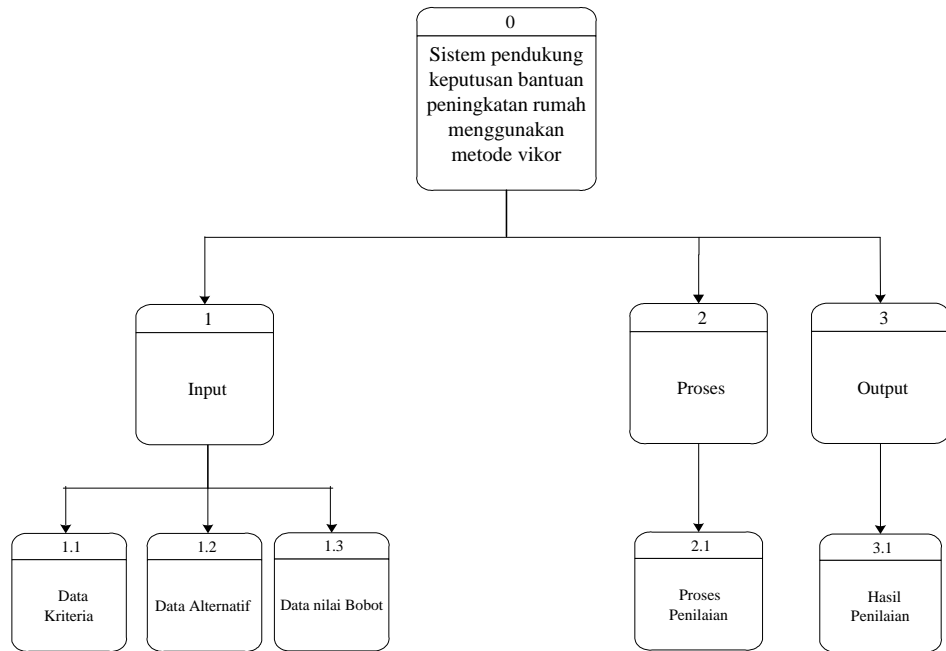 0
Sistem pendukung
keputusan bantuan
peningkatan rumah
menggunakan
metode vikor
1
Input
2
Proses
3
Output
1.1
Data
Kriteria
1.2
Data Alternatif
1.3
Data nilai Bobot
2.1
Proses
Penilaian
3.1
Hasil
Penilaian